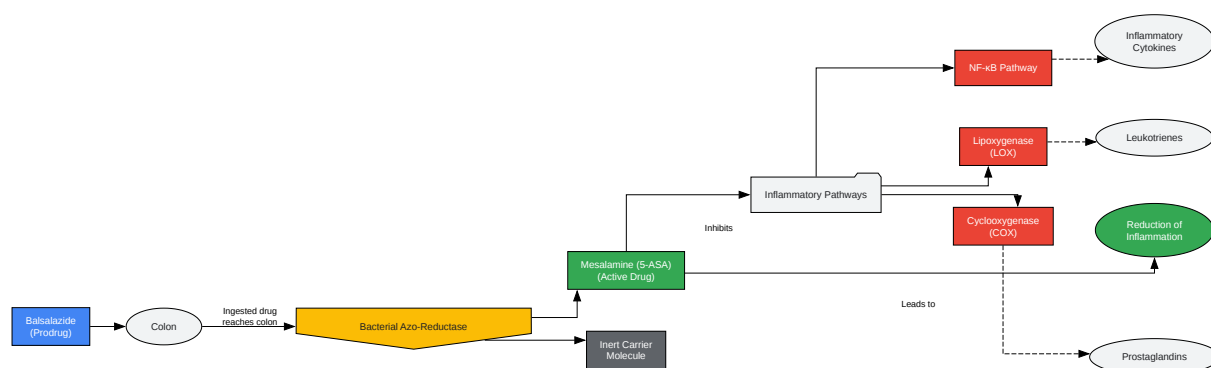 Balsalazide
(Prodrug)
Colon
Ingested drug
reaches colon
Bacterial Azo-Reductase
Mesalamine (5-ASA)
(Active Drug)
Inert Carrier
Molecule
Inhibits
Inflammatory Pathways
NF-κB Pathway
Inflammatory
Cytokines
Lipoxygenase
(LOX)
Leukotrienes
Cyclooxygenase
(COX)
Reduction of
Inflammation
Leads to
Prostaglandins